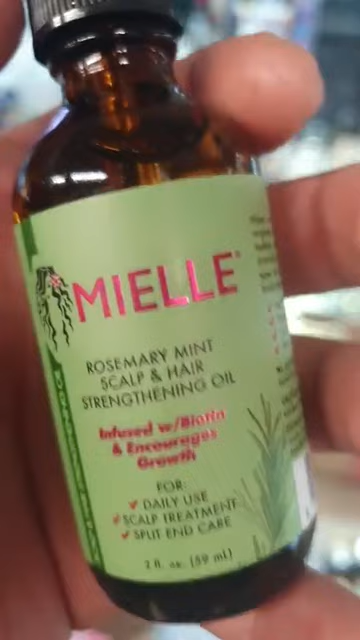 MIELLE
ROSEMARY MINT
SCALP & HAIR
STRENGTHENING OIL
Infused w/Biotin
& Encourages
Growth
FOR:
DAILY USE
SCALP TREATMENT
SPLIT END CARE
2 fl. oz. (59 mL)